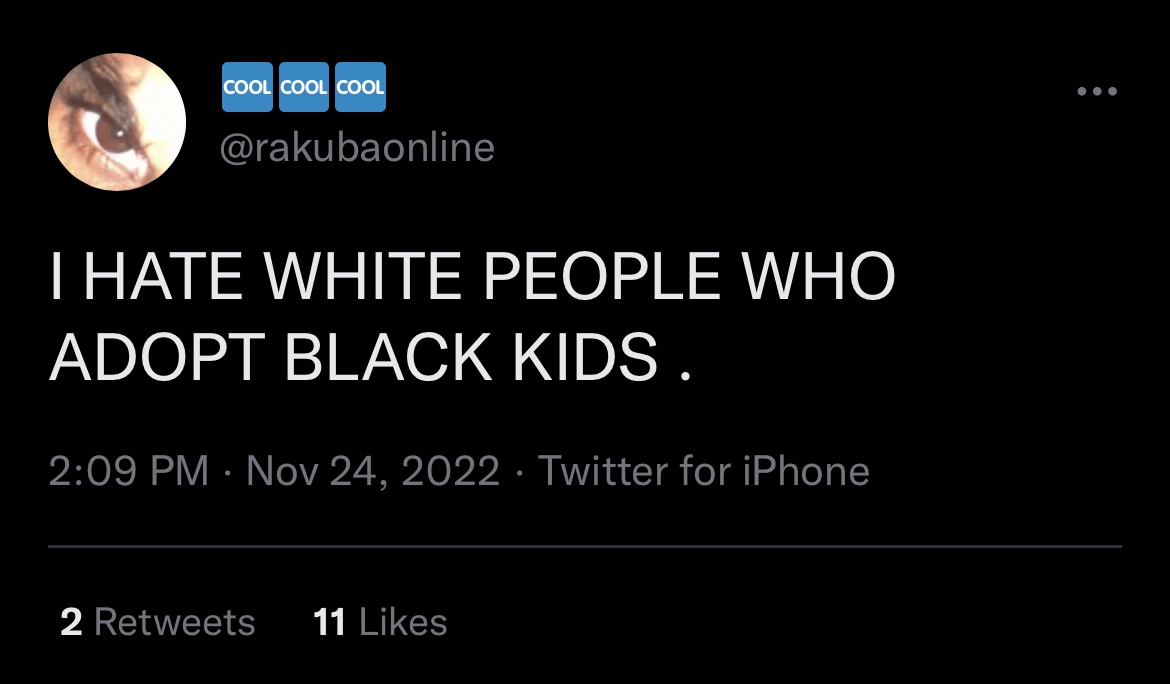 COOL COOL COOL
@rakubaonline
I HATE WHITE PEOPLE WHO
ADOPT BLACK KIDS .
2:09 PM · Nov 24, 2022 · Twitter for iPhone
2 Retweets 11 Likes